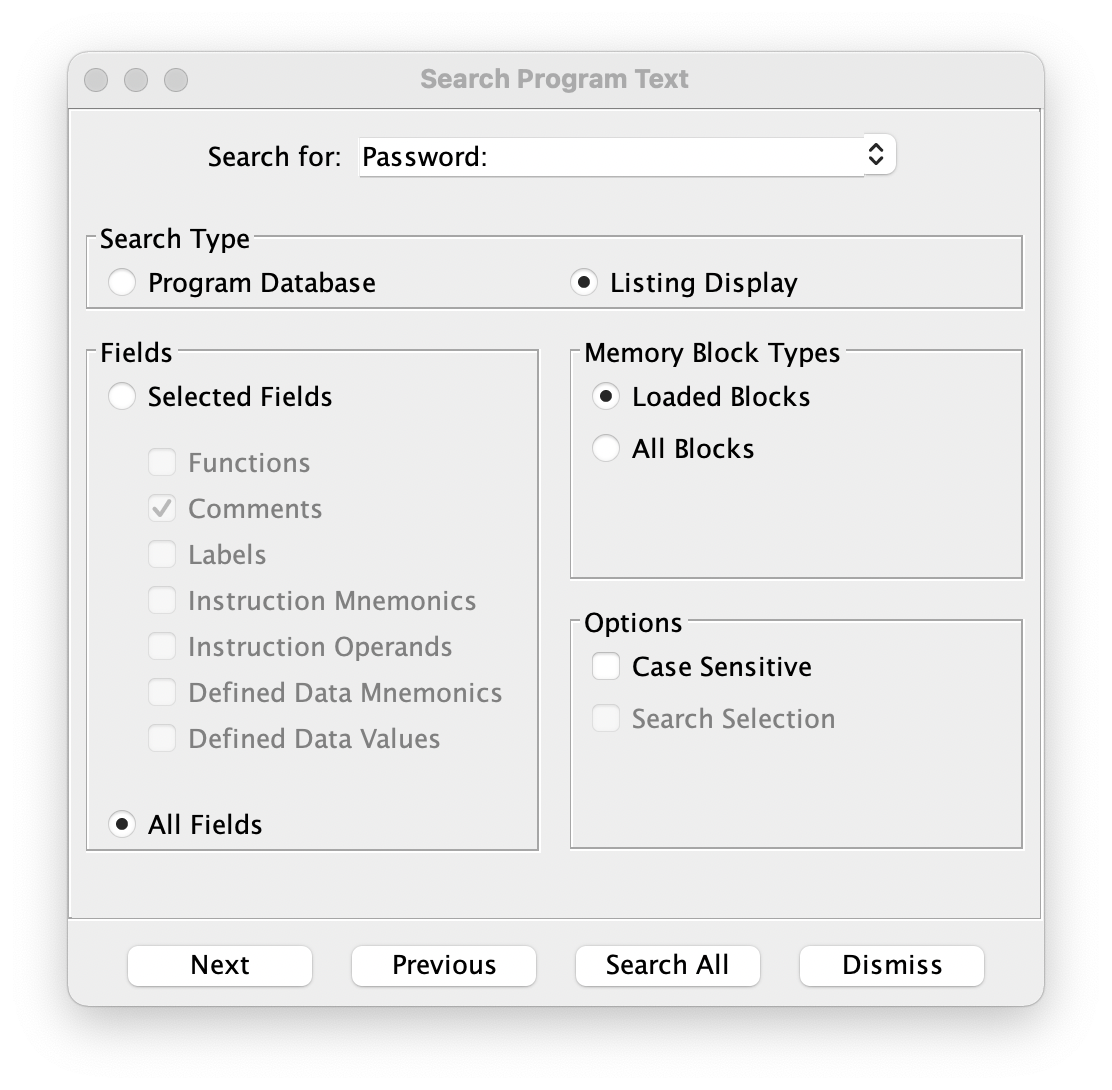 Search Program Text
Search for: Password:
Search Type
Program Database
Listing Display
Fields
Selected Fields
Functions
Comments
Labels
Instruction Mnemonics
Instruction Operands
Defined Data Mnemonics
Defined Data Values
All Fields
Memory Block Types
Loaded Blocks
All Blocks
Options
Case Sensitive
Search Selection
Next
Previous
Search All
Dismiss